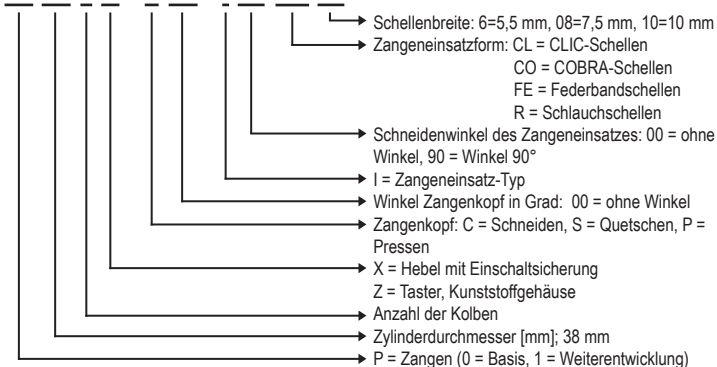 Schellenbreite: 6=5,5 mm, 08=7,5 mm, 10=10 mm
Zangeneinsatzform: CL = CLIC-Schellen
CO = COBRA-Schellen
FE = Federbandschellen
R = Schlauchschellen
Schneidenwinkel des Zangeneinsatzes: 00 = ohne
Winkel, 90 = Winkel 90°
I = Zangeneinsatz-Typ
Winkel Zangenkopf in Grad: 00 = ohne Winkel
Zangenkopf: C = Schneiden, S = Quetschen, P =
Pressen
X = Hebel mit Einschaltsicherung
Z = Taster, Kunststoffgehäuse
Anzahl der Kolben
Zylinderdurchmesser [mm]; 38 mm
P = Zangen (0 = Basis, 1 = Weiterentwicklung)